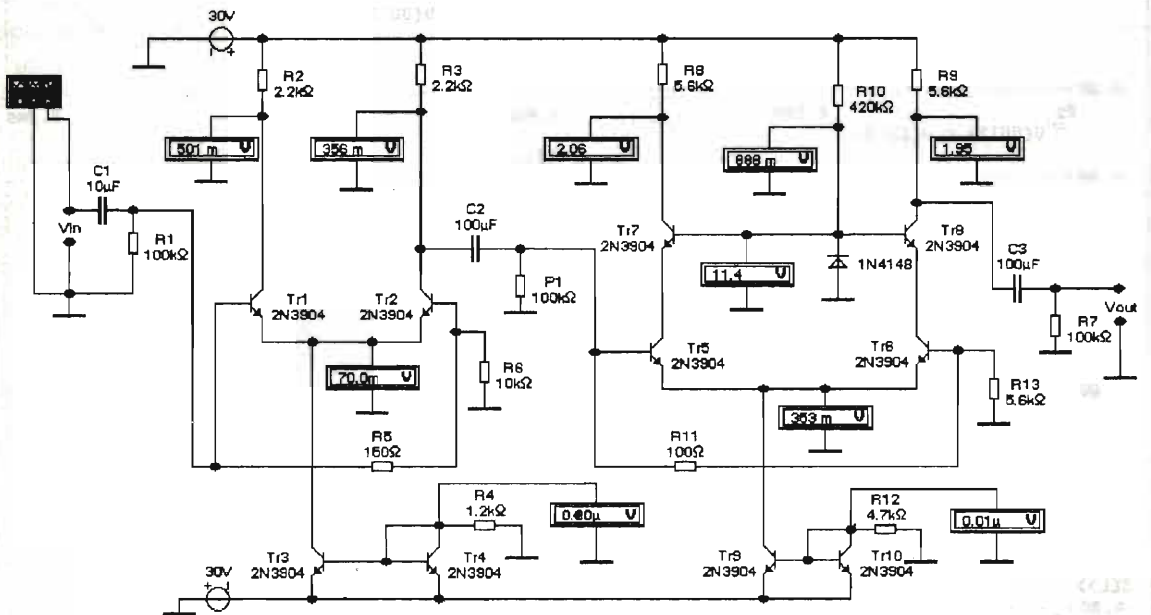 30V
R2
2.2kΩ
R3
2.2kΩ
R8
5.6kΩ
R10
420kΩ
R9
5.6kΩ
501 m V
356 m V
2.06 V
888 m V
1.95 V
C1
10µF
Vin
R1
100kΩ
C2
100µF
P1
100kΩ
Tr7
2N3904
Tr8
2N3904
11.4 V
1N4148
C3
100µF
Vout
R7
100kΩ
Tr1
2N3904
Tr2
2N3904
Tr5
2N3904
Tr6
2N3904
70.0m V
R6
10kΩ
R13
5.6kΩ
353 m V
R5
150Ω
R11
100Ω
R4
1.2kΩ
V
R12
4.7kΩ
0.01µ V
Tr3
2N3904
Tr4
2N3904
Tr9
2N3904
Tr10
2N3904
30V